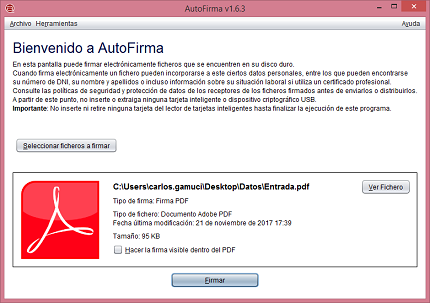 AutoFirma v1.6.3
Archivo Herramientas Ayuda
Bienvenido a AutoFirma
En esta pantalla puede firmar electrónicamente ficheros que se encuentren en su disco duro.
Cuando firme electrónicamente un fichero pueden incorporarse a este ciertos datos personales, entre los que pueden encontrarse
su número de DNI, su nombre y apellidos o incluso información sobre su situación laboral si utiliza un certificado profesional.
Consulte las políticas de seguridad y protección de datos de los receptores de los ficheros firmados antes de enviarlos o distribuirlos.
A partir de este punto, no inserte o extraiga ninguna tarjeta inteligente o dispositivo criptográfico USB.
Importante: No inserte ni retire ninguna tarjeta del lector de tarjetas inteligentes hasta finalizar la ejecución de este programa.
Seleccionar ficheros a firmar
C:\Users\carlos.gamuci\Desktop\Datos\Entrada.pdf
Ver Fichero
Tipo de firma: Firma PDF
Tipo de fichero: Documento Adobe PDF
Fecha última modificación: 21 de noviembre de 2017 17:39
Tamaño: 95 KB
Hacer la firma visible dentro del PDF
Firmar